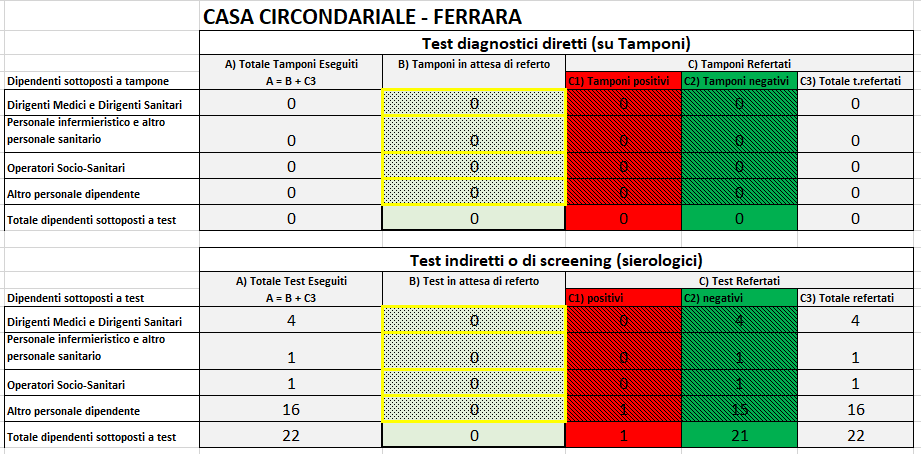 CASA CIRCONDARIALE - FERRARA
Test diagnostici diretti (su Tamponi)
A) Totale Tamponi Eseguiti B) Tamponi in attesa di referto C) Tamponi Refertati
Dipendenti sottoposti a tampone A = B + C3 C1) Tamponi positivi C2) Tamponi negativi C3) Totale t.refertati
Dirigenti Medici e Dirigenti Sanitari 0 0 0 0 0
Personale infermieristico e altro
personale sanitario 0 0 0 0 0
Operatori Socio-Sanitari 0 0 0 0 0
Altro personale dipendente 0 0 0 0 0
Totale dipendenti sottoposti a test 0 0 0 0 0
Test indiretti o di screening (sierologici)
A) Totale Test Eseguiti B) Test in attesa di referto C) Test Refertati
Dipendenti sottoposti a test A = B + C3 C1) positivi C2) negativi C3) Totale refertati
Dirigenti Medici e Dirigenti Sanitari 4 0 0 4 4
Personale infermieristico e altro
personale sanitario 1 0 0 1 1
Operatori Socio-Sanitari 1 0 0 1 1
Altro personale dipendente 16 0 1 15 16
Totale dipendenti sottoposti a test 22 0 1 21 22